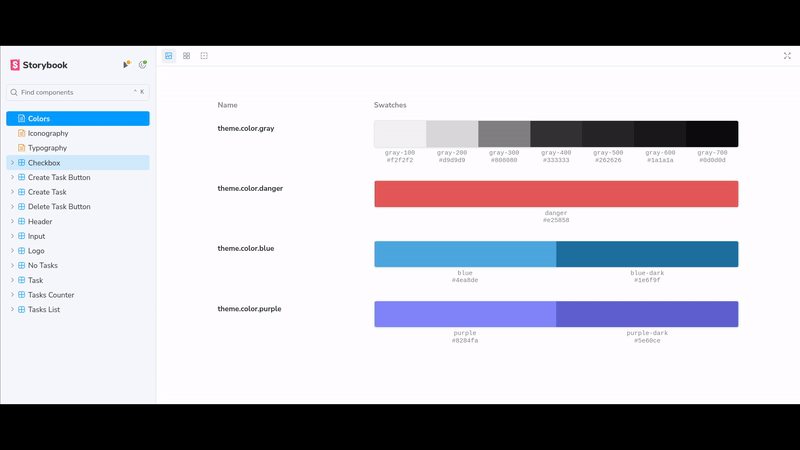 Storybook
Find components
⌃ K
Colors
Iconography
Typography
Checkbox
Create Task Button
Create Task
Delete Task Button
Header
Input
Logo
No Tasks
Task
Tasks Counter
Tasks List
Name Swatches
theme.color.gray
gray-100 gray-200 gray-300 gray-400 gray-500 gray-600 gray-700
#f2f2f2 #d9d9d9 #808080 #333333 #262626 #1a1a1a #0d0d0d
theme.color.danger
danger
#e25858
theme.color.blue
blue blue-dark
#4ea8de #1e6f9f
theme.color.purple
purple purple-dark
#8284fa #5e60ce